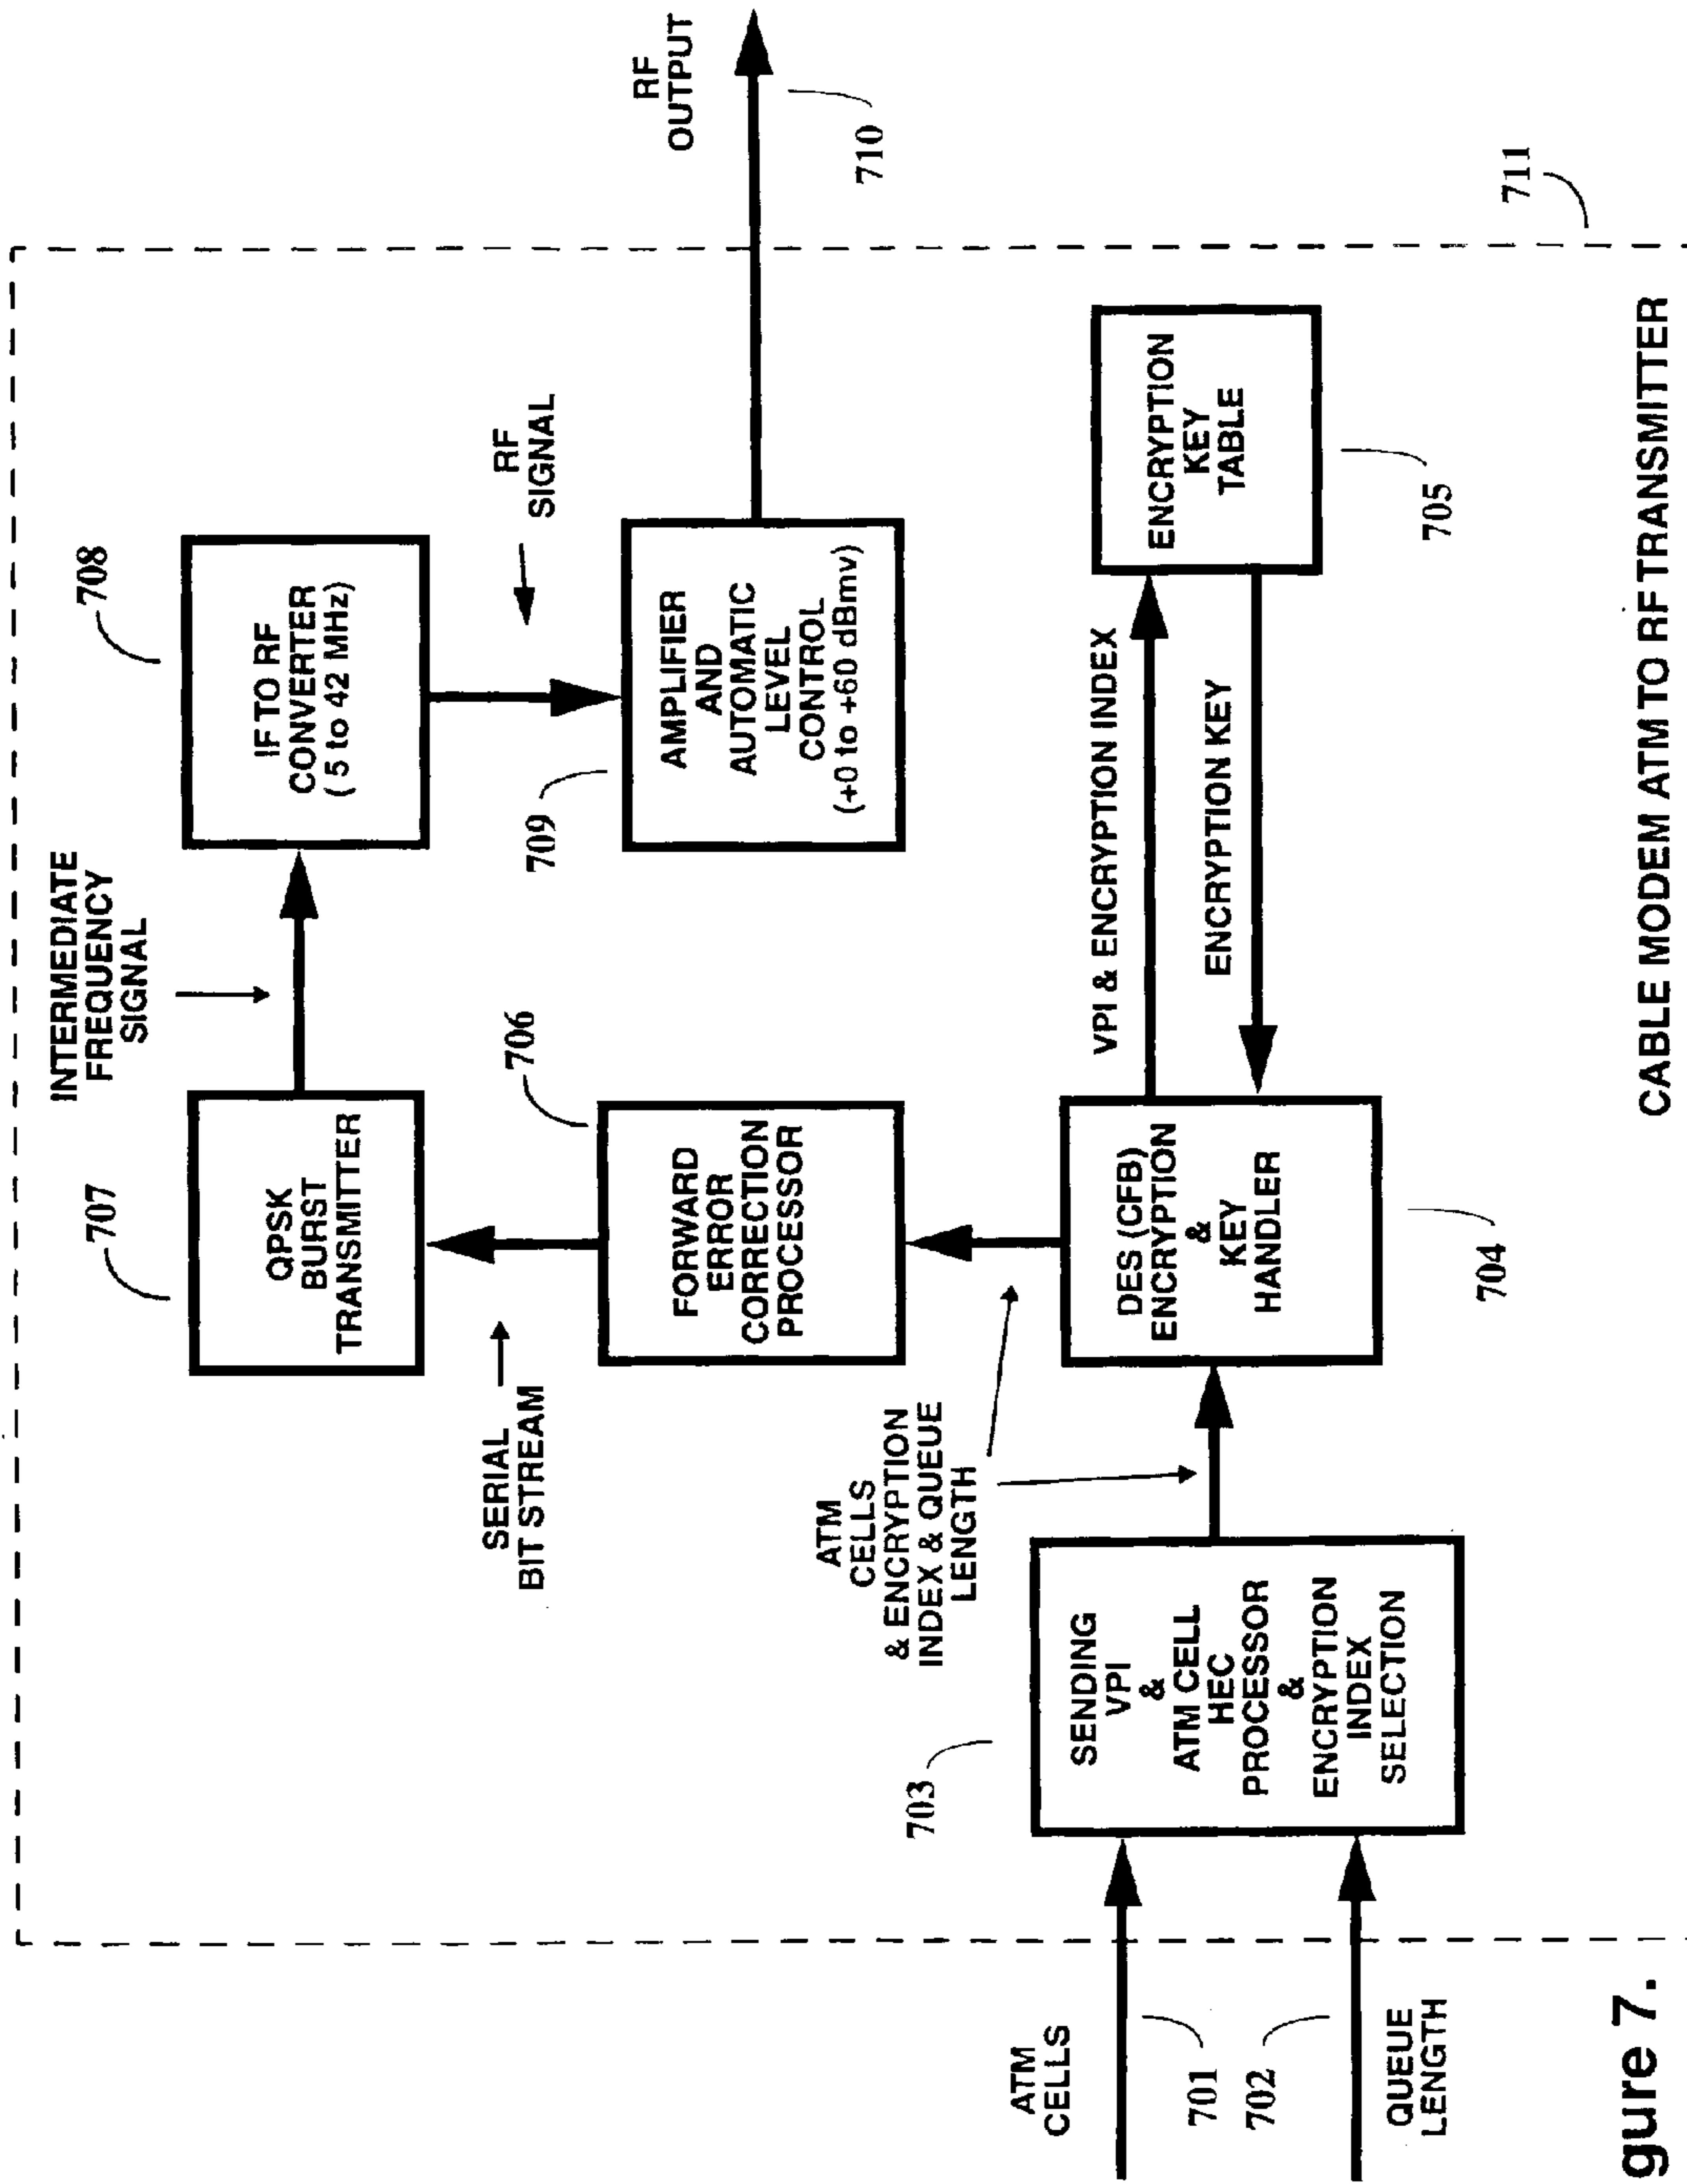 INTERMEDIATE
FREQUENCY
SIGNAL
707
QPSK
BURST
TRANSMITTER
708
IF TO RF
CONVERTER
( 5 to 42 MHz)
RF
SIGNAL
SERIAL
BIT STREAM
706
FORWARD
ERROR
CORRECTION
PROCESSOR
709
AMPLIFIER
AND
AUTOMATIC
LEVEL
CONTROL
(+0 to +60 dBmv)
RF
OUTPUT
710
ATM
CELLS
& ENCRYPTION
INDEX & QUEUE
LENGTH
703
SENDING
VPI
&
ATM CELL
HEC
PROCESSOR
&
ENCRYPTION
INDEX
SELECTION
DES (CFB)
ENCRYPTION
&
KEY
HANDLER
704
VPI & ENCRYPTION INDEX
ENCRYPTION KEY
ENCRYPTION
KEY
TABLE
705
ATM
CELLS
701
702
QUEUE
LENGTH
711
CABLE MODEM ATM TO RF TRANSMITTER
gure 7.